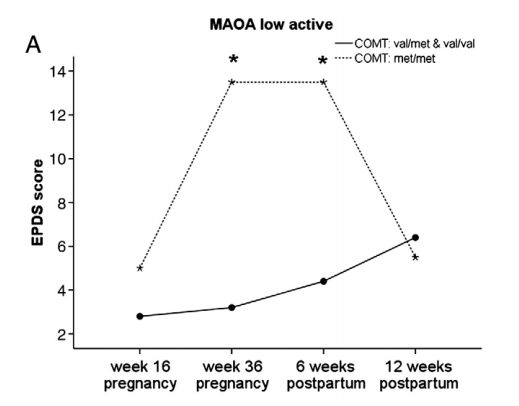 MAOA low active
A
COMT: val/met & val/val
COMT: met/met
* *
14
12
10
8
6
4
2
EPDS score
week 16 week 36 6 weeks 12 weeks
pregnancy pregnancy postpartum postpartum